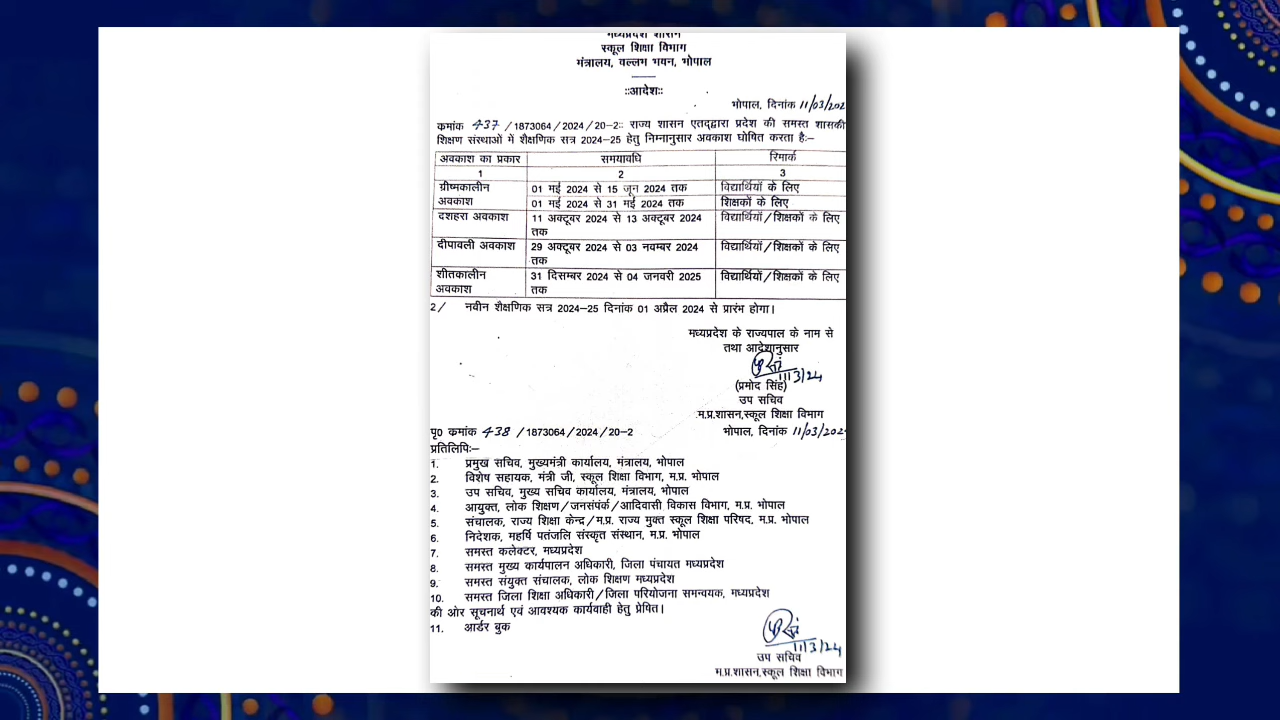 मध्यप्रदेश शासन
स्कूल शिक्षा विभाग
मंत्रालय, वल्लभ भवन, भोपाल
::आदेश::
भोपाल, दिनांक 11/03/202
कमांक 437 /1873064/2024/20-2:: राज्य शासन एतद्द्वारा प्रदेश की समस्त शासकी
शिक्षण संस्थाओं में शैक्षणिक सत्र 2024-25 हेतु निम्नानुसार अवकाश घोषित करता है:-
अवकाश का प्रकार समयावधि रिमार्क
1 2 3
ग्रीष्मकालीन 01 मई 2024 से 15 जून 2024 तक विद्यार्थियों के लिए
अवकाश 01 मई 2024 से 31 मई 2024 तक शिक्षकों के लिए
दशहरा अवकाश 11 अक्टूबर 2024 से 13 अक्टूबर 2024 विद्यार्थियों/शिक्षकों के लिए
तक
दीपावली अवकाश 29 अक्टूबर 2024 से 03 नवम्बर 2024 विद्यार्थियों/शिक्षकों के लिए
तक
शीतकालीन 31 दिसम्बर 2024 से 04 जनवरी 2025 विद्यार्थियों/शिक्षकों के लिए
अवकाश तक
2/ नवीन शैक्षणिक सत्र 2024-25 दिनांक 01 अप्रैल 2024 से प्रारंभ होगा।
मध्यप्रदेश के राज्यपाल के नाम से
तथा आदेशानुसार
11/3/24
(प्रमोद सिंह)
उप सचिव
म.प्र.शासन,स्कूल शिक्षा विभाग
पृ0 कमांक 438 /1873064/2024/20-2 भोपाल, दिनांक 11/03/202
प्रतिलिपि:-
1. प्रमुख सचिव, मुख्यमंत्री कार्यालय, मंत्रालय, भोपाल
2. विशेष सहायक, मंत्री जी, स्कूल शिक्षा विभाग, म.प्र. भोपाल
3. उप सचिव, मुख्य सचिव कार्यालय, मंत्रालय, भोपाल
4. आयुक्त, लोक शिक्षण/जनसंपर्क/आदिवासी विकास विभाग, म.प्र. भोपाल
5. संचालक, राज्य शिक्षा केन्द्र/म.प्र. राज्य मुक्त स्कूल शिक्षा परिषद, म.प्र. भोपाल
6. निदेशक, महर्षि पतंजलि संस्कृत संस्थान, म.प्र. भोपाल
7. समस्त कलेक्टर, मध्यप्रदेश
8. समस्त मुख्य कार्यपालन अधिकारी, जिला पंचायत मध्यप्रदेश
9. समस्त संयुक्त संचालक, लोक शिक्षण मध्यप्रदेश
10. समस्त जिला शिक्षा अधिकारी/जिला परियोजना समन्वयक, मध्यप्रदेश
की ओर सूचनार्थ एवं आवश्यक कार्यवाही हेतु प्रेषित।
11. आर्डर बुक
11/3/24
उप सचिव
म.प्र.शासन,स्कूल शिक्षा विभाग